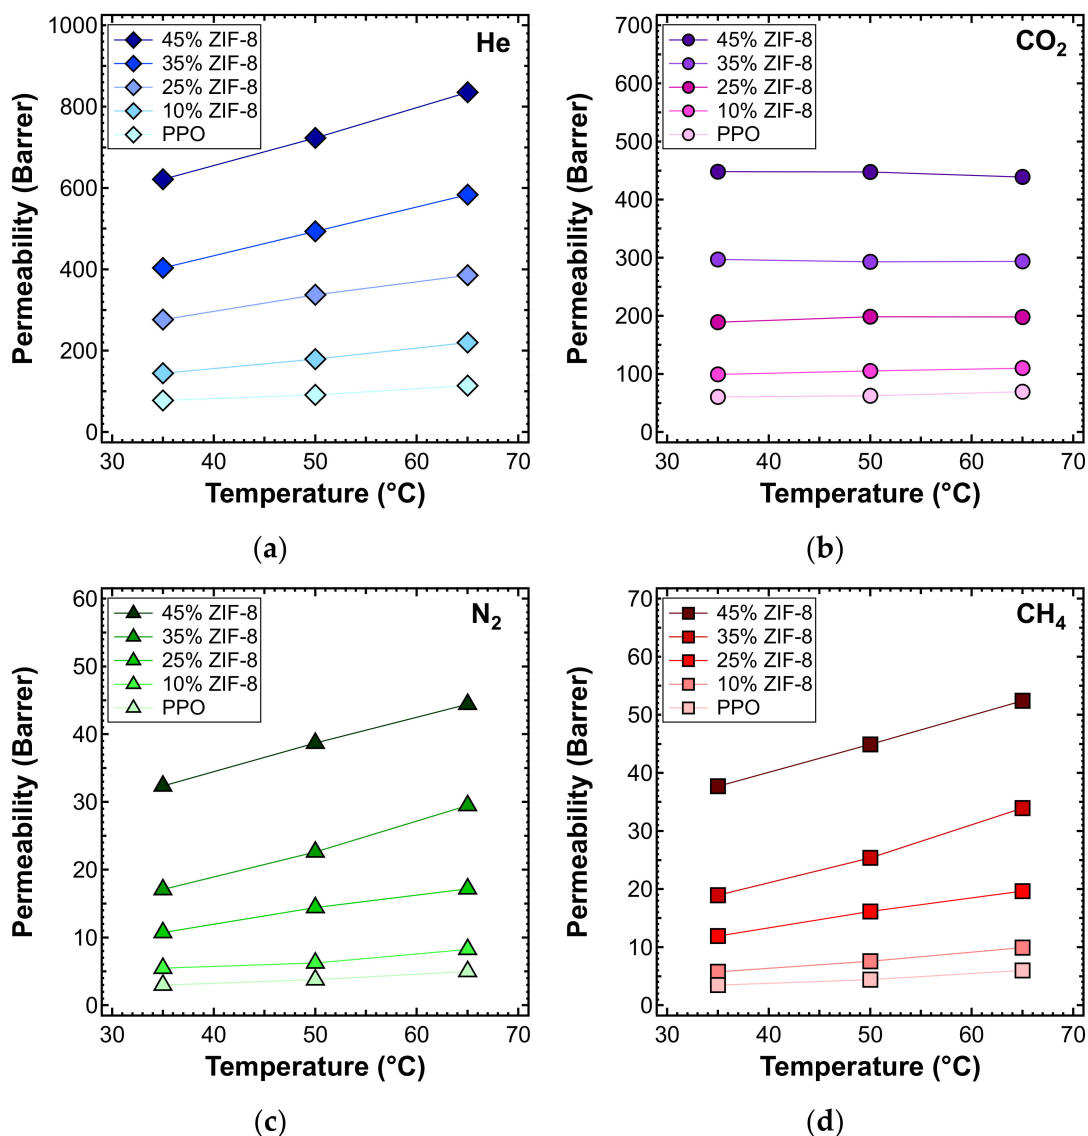 1000
800
600
400
200
0
45% ZIF-8
35% ZIF-8
25% ZIF-8
10% ZIF-8
PPO
He
Permeability (Barrer)
30 40 50 60 70
Temperature (°C)
(a)
700
600
500
400
300
200
100
0
45% ZIF-8
35% ZIF-8
25% ZIF-8
10% ZIF-8
PPO
CO₂
Permeability (Barrer)
30 40 50 60 70
Temperature (°C)
(b)
60
50
40
30
20
10
0
45% ZIF-8
35% ZIF-8
25% ZIF-8
10% ZIF-8
PPO
N₂
Permeability (Barrer)
30 40 50 60 70
Temperature (°C)
(c)
70
60
50
40
30
20
10
0
45% ZIF-8
35% ZIF-8
25% ZIF-8
10% ZIF-8
PPO
CH₄
Permeability (Barrer)
30 40 50 60 70
Temperature (°C)
(d)